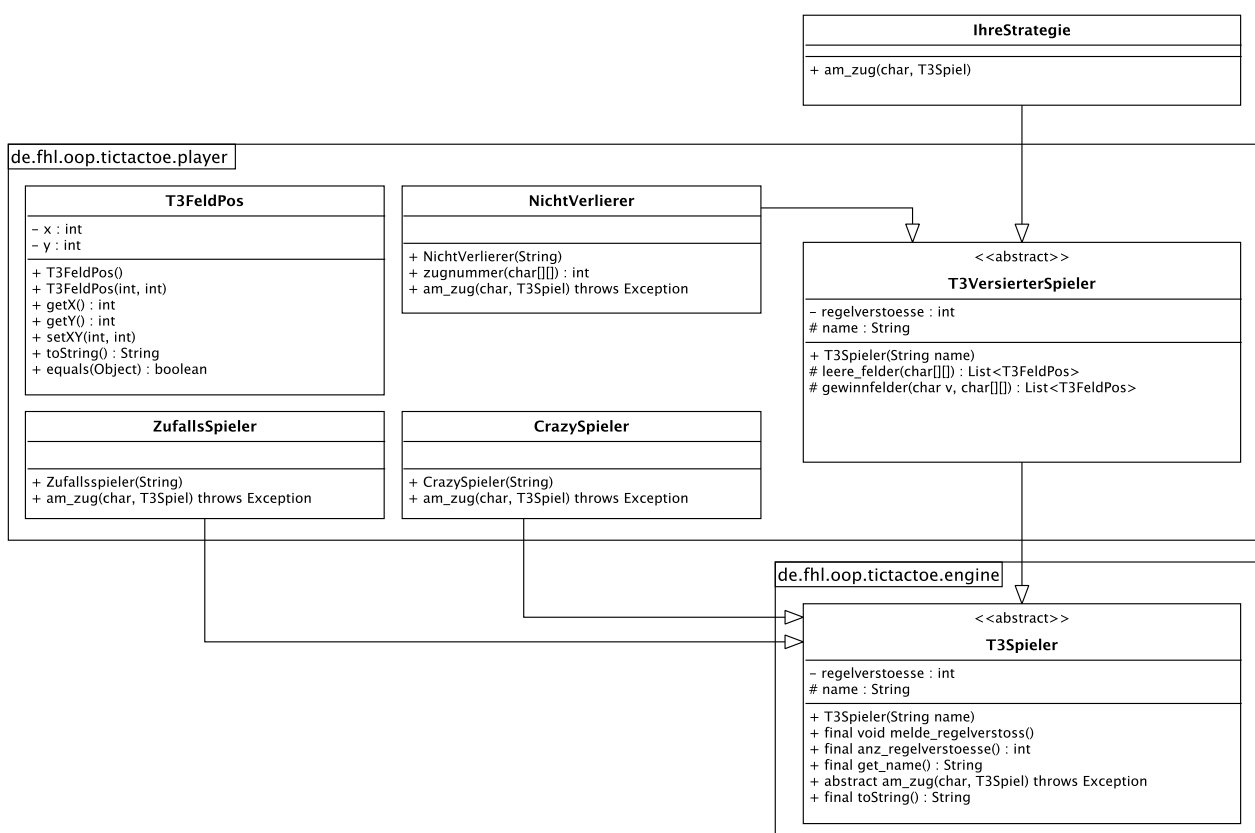 IhreStrategie
+ am_zug(char, T3Spiel)
de.fhl.oop.tictactoe.player
T3FeldPos
– x : int
– y : int
+ T3FeldPos()
+ T3FeldPos(int, int)
+ getX() : int
+ getY() : int
+ setXY(int, int)
+ toString() : String
+ equals(Object) : boolean
NichtVerlierer
+ NichtVerlierer(String)
+ zugnummer(char[][]) : int
+ am_zug(char, T3Spiel) throws Exception
<<abstract>>
T3VersierterSpieler
– regelverstoesse : int
# name : String
+ T3Spieler(String name)
# leere_felder(char[][]) : List<T3FeldPos>
# gewinnfelder(char v, char[][]) : List<T3FeldPos>
ZufallsSpieler
+ Zufallsspieler(String)
+ am_zug(char, T3Spiel) throws Exception
CrazySpieler
+ CrazySpieler(String)
+ am_zug(char, T3Spiel) throws Exception
de.fhl.oop.tictactoe.engine
<<abstract>>
T3Spieler
– regelverstoesse : int
# name : String
+ T3Spieler(String name)
+ final void melde_regelverstoss()
+ final anz_regelverstoesse() : int
+ final get_name() : String
+ abstract am_zug(char, T3Spiel) throws Exception
+ final toString() : String